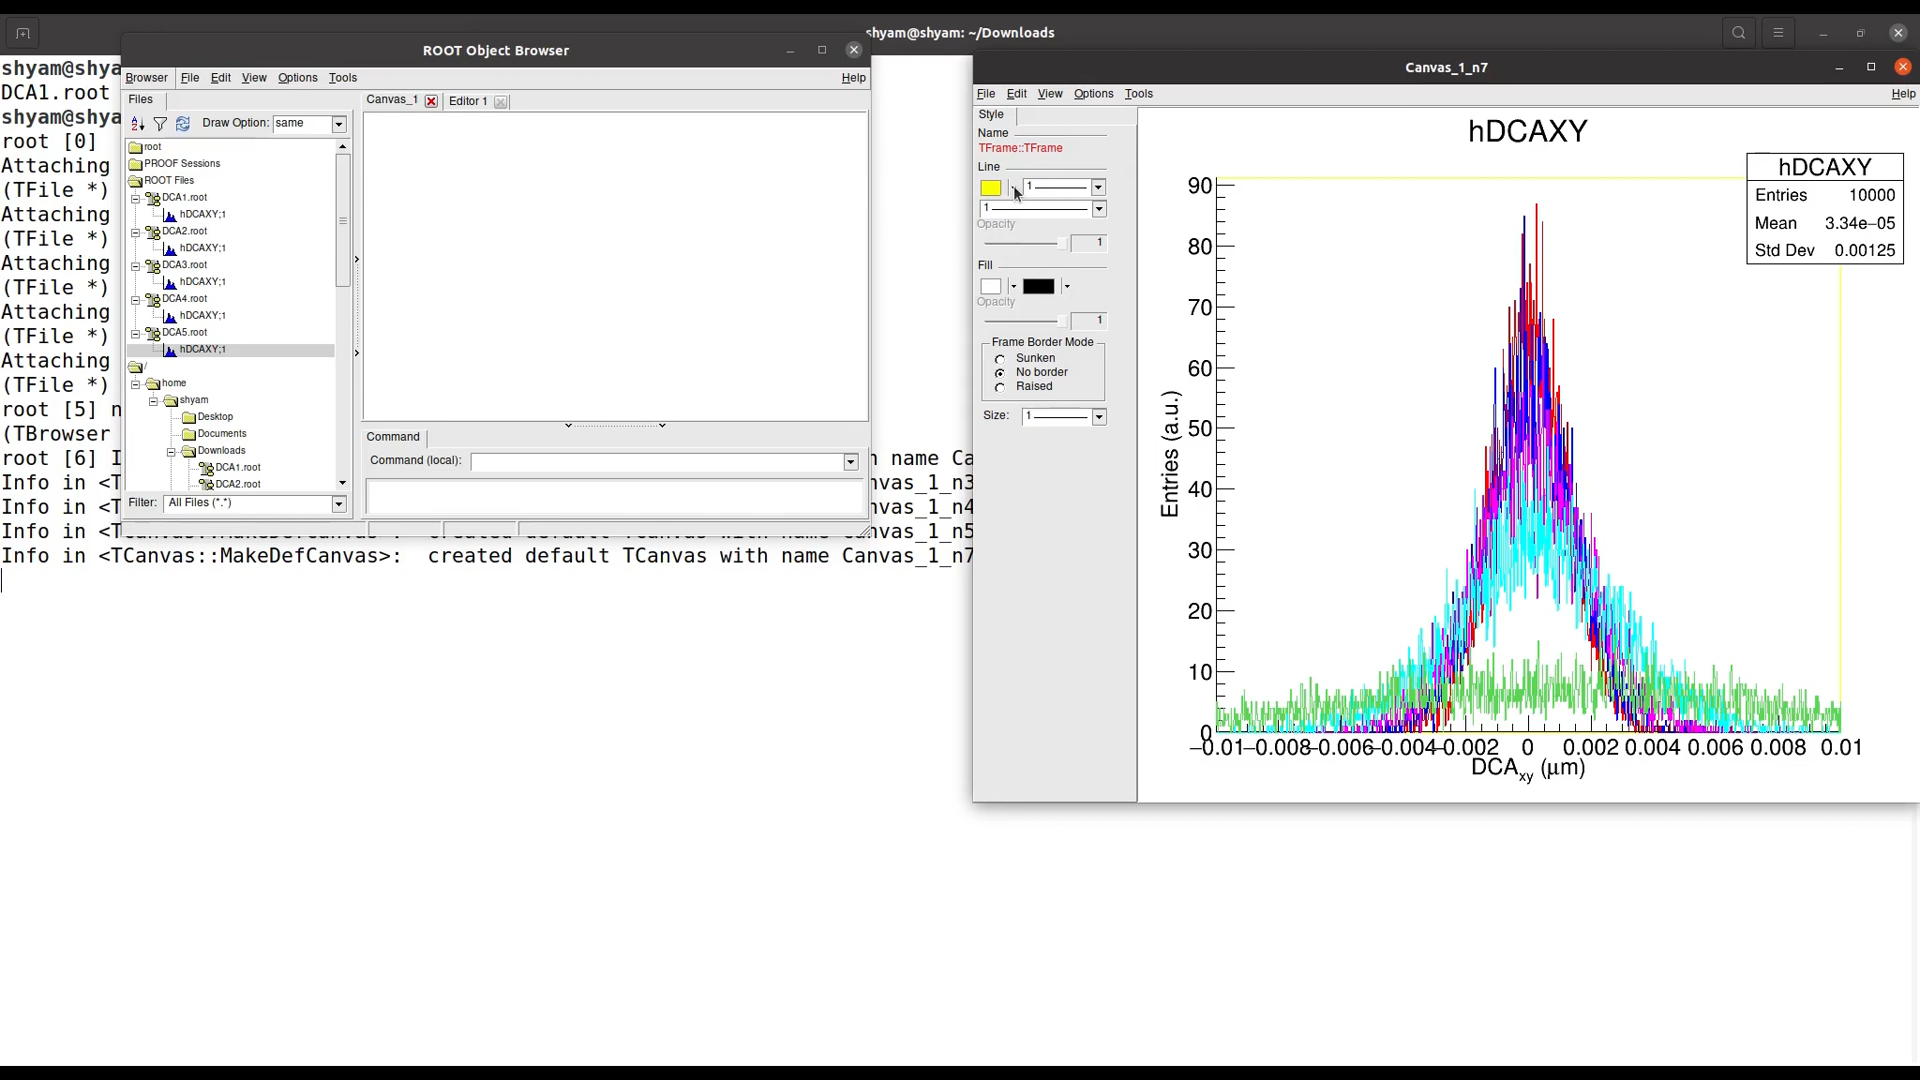 shyam@shyam: ~/Downloads
shyam@shya
DCA1.root
shyam@shya
root [0]
Attaching
(TFile *)
Attaching
(TFile *)
Attaching
(TFile *)
Attaching
(TFile *)
Attaching
(TFile *)
root [5] n
(TBrowser
root [6] I
n name Ca
Info in <T
nvas_1_n3
Info in <T
nvas_1_n4
nvas_1_n5
Info in <TCanvas::MakeDefCanvas>:  created default TCanvas with name Canvas_1_n7
ROOT Object Browser
Browser File Edit View Options Tools Help
Files
Draw Option: same
root
PROOF Sessions
ROOT Files
DCA1.root
hDCAXY;1
DCA2.root
hDCAXY;1
DCA3.root
hDCAXY;1
DCA4.root
hDCAXY;1
DCA5.root
hDCAXY;1
/
home
shyam
Desktop
Documents
Downloads
DCA1.root
DCA2.root
Filter: All Files (*.*)
Canvas_1 Editor 1
Command
Command (local):
Canvas_1_n7
File Edit View Options Tools Help
Style
Name
TFrame::TFrame
Line
1
1
Opacity
1
Fill
Opacity
1
Frame Border Mode
Sunken
No border
Raised
Size: 1
hDCAXY
hDCAXY
Entries 10000
Mean 3.34e−05
Std Dev 0.00125
Entries (a.u.)
90
80
70
60
50
40
30
20
10
0
−0.01 −0.008 −0.006 −0.004 −0.002 0 0.002 0.004 0.006 0.008 0.01
DCAxy (μm)